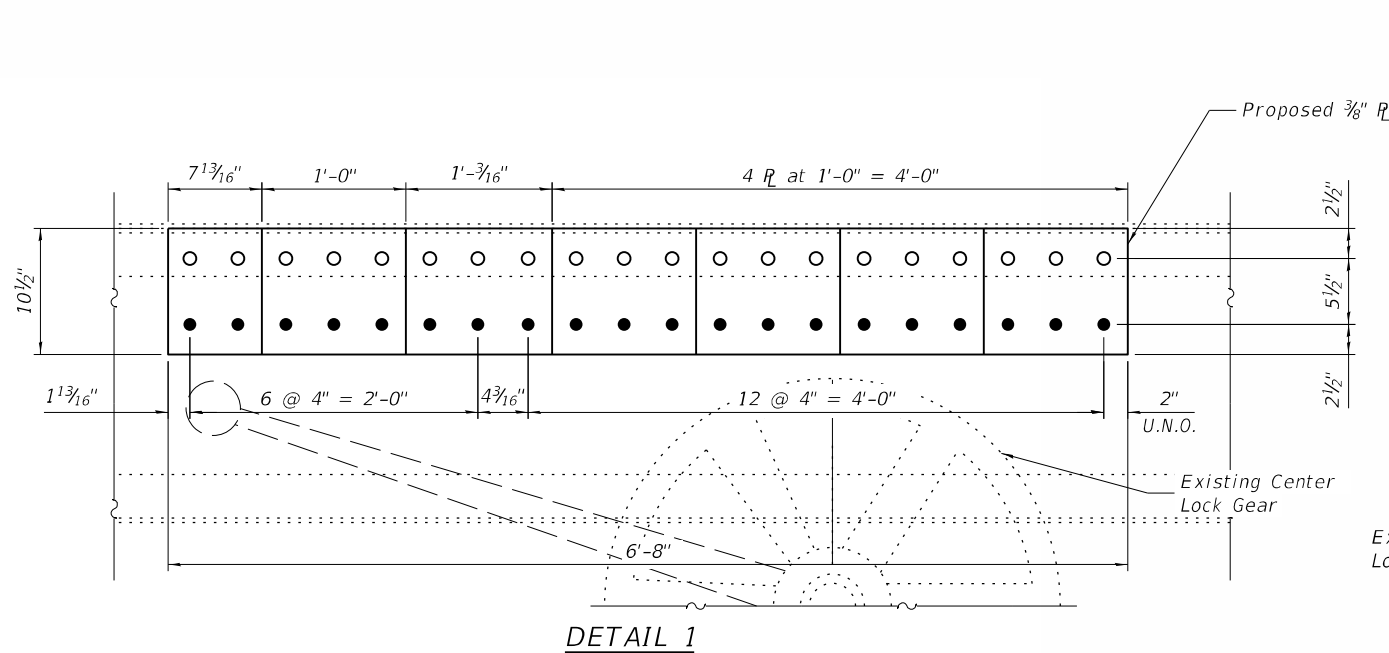 Proposed ⅜" ℄
7 13/16"
1'-0"
1'-3/16"
4 ℄ at 1'-0" = 4'-0"
2½"
10½"
5½"
1 13/16"
6 @ 4" = 2'-0"
4 3/16"
12 @ 4" = 4'-0"
2"
2½"
U.N.O.
Existing Center
Lock Gear
6'-8"
DETAIL 1